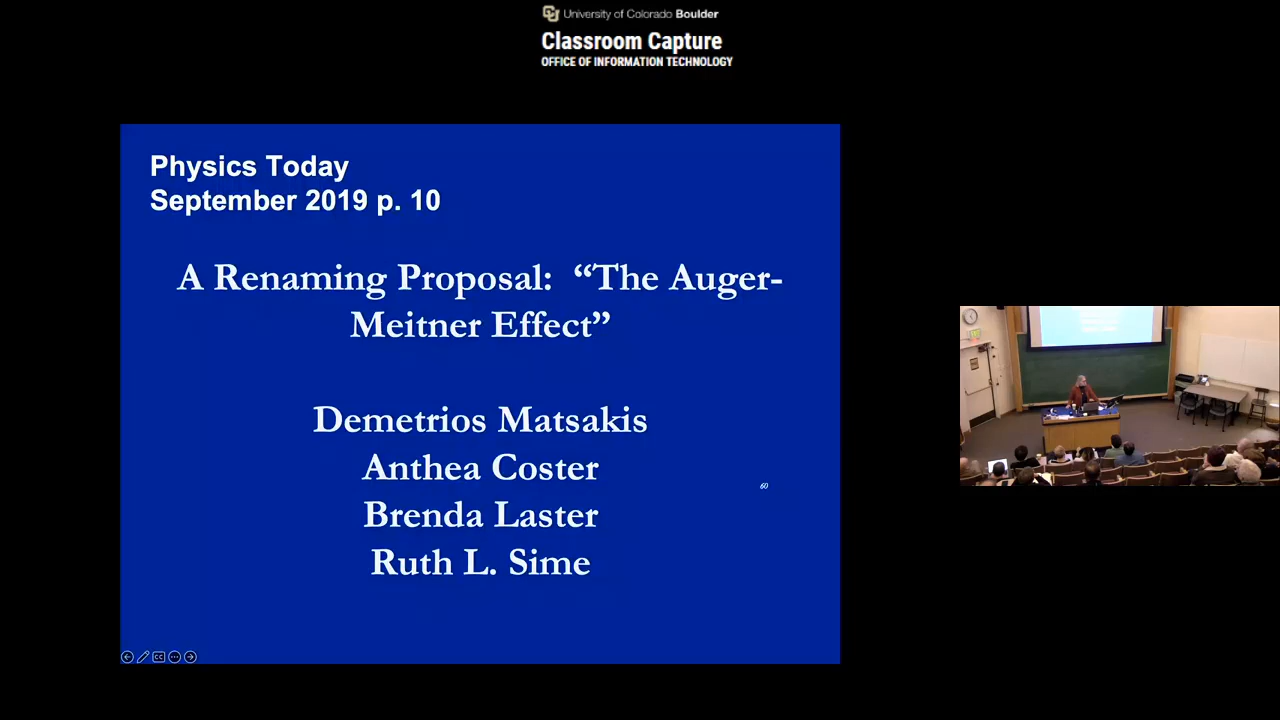 University of Colorado Boulder
Classroom Capture
OFFICE OF INFORMATION TECHNOLOGY
Physics Today
September 2019 p. 10
A Renaming Proposal: “The Auger-
Meitner Effect”
Demetrios Matsakis
Anthea Coster
60
Brenda Laster
Ruth L. Sime